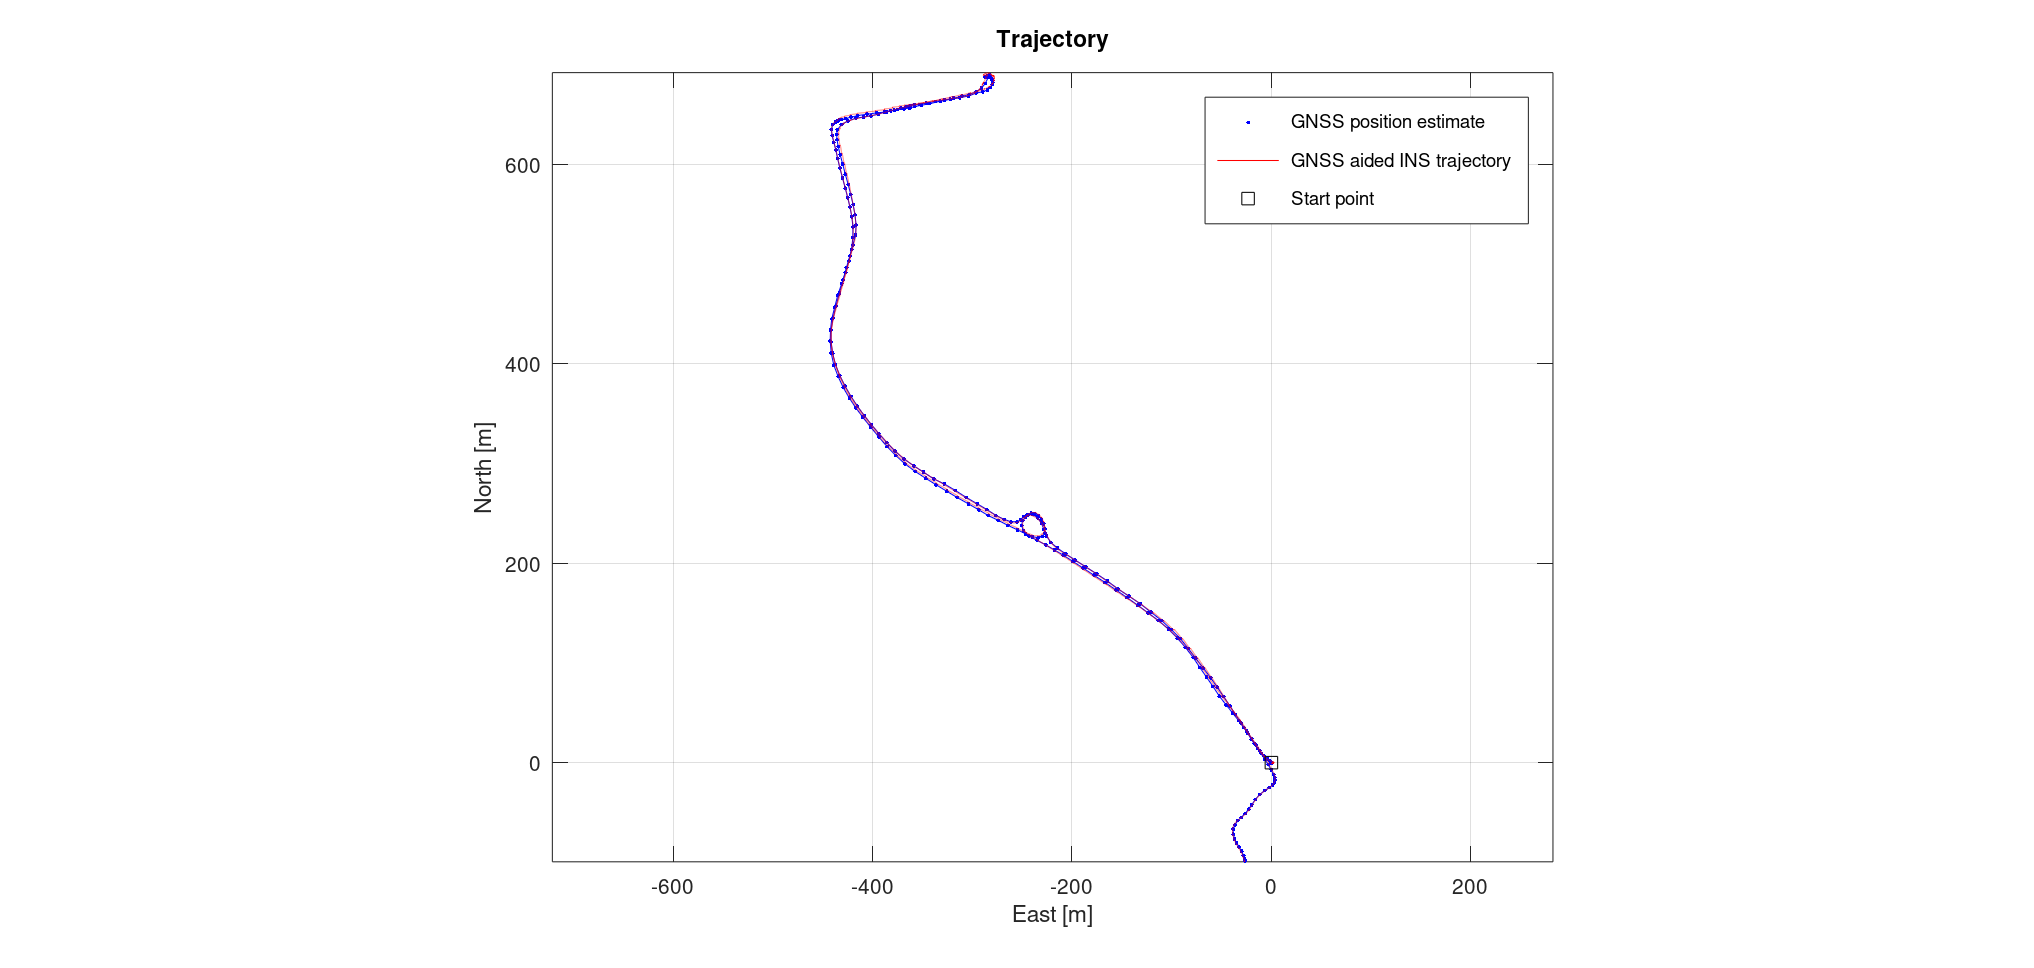 Trajectory
GNSS position estimate
GNSS aided INS trajectory
Start point
600
400
200
0
North [m]
-600 -400 -200 0 200
East [m]